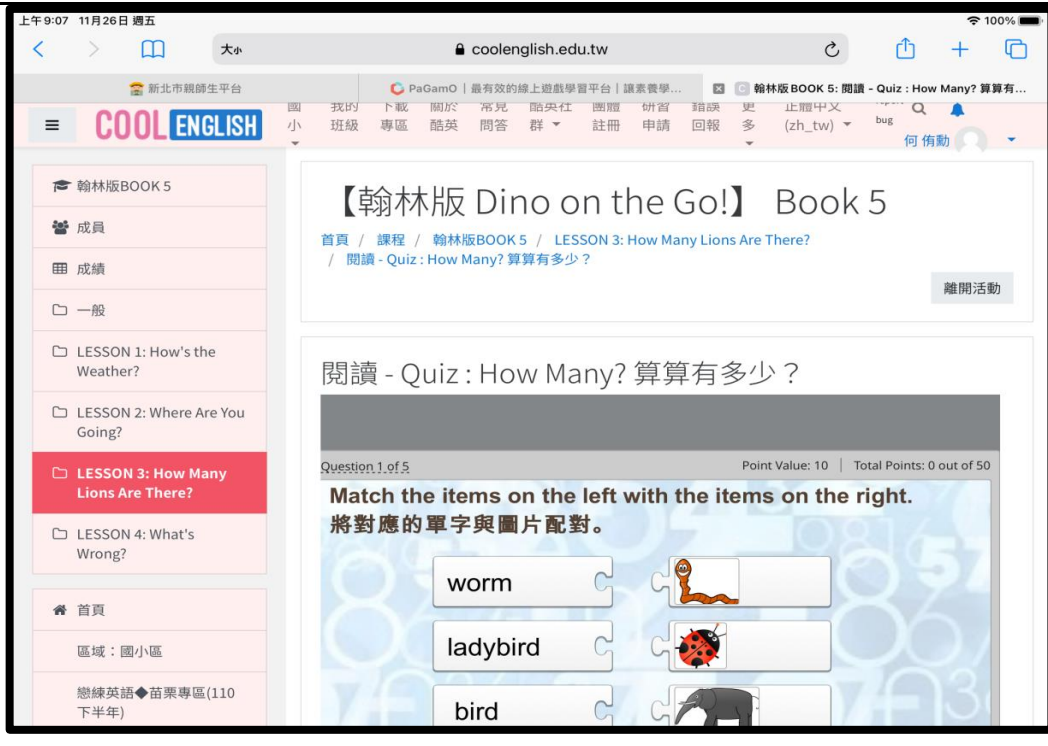 上午9:07 11月26日 週五
100%
大小
coolenglish.edu.tw
新北市親師生平台
PaGamO | 最有效的線上遊戲學習平台 | 讓素養學...
翰林版 BOOK 5: 閱讀 - Quiz : How Many? 算算有...
COOL ENGLISH
國小
我的班級
下載專區
關於酷英
常見問答
酷英社群
團體註冊
研習申請
錯誤回報
更多
正體中文 (zh_tw)
bug
何 侑勳
翰林版BOOK 5
成員
成績
一般
LESSON 1: How's the
Weather?
LESSON 2: Where Are You
Going?
LESSON 3: How Many
Lions Are There?
LESSON 4: What's
Wrong?
首頁
區域：國小區
戀練英語◆苗栗專區(110
下半年)
【翰林版 Dino on the Go!】 Book 5
首頁 / 課程 / 翰林版BOOK 5 / LESSON 3: How Many Lions Are There?
/ 閱讀 - Quiz : How Many? 算算有多少？
離開活動
閱讀 - Quiz : How Many? 算算有多少？
Question 1 of 5
Point Value: 10 | Total Points: 0 out of 50
Match the items on the left with the items on the right.
將對應的單字與圖片配對。
worm
ladybird
bird